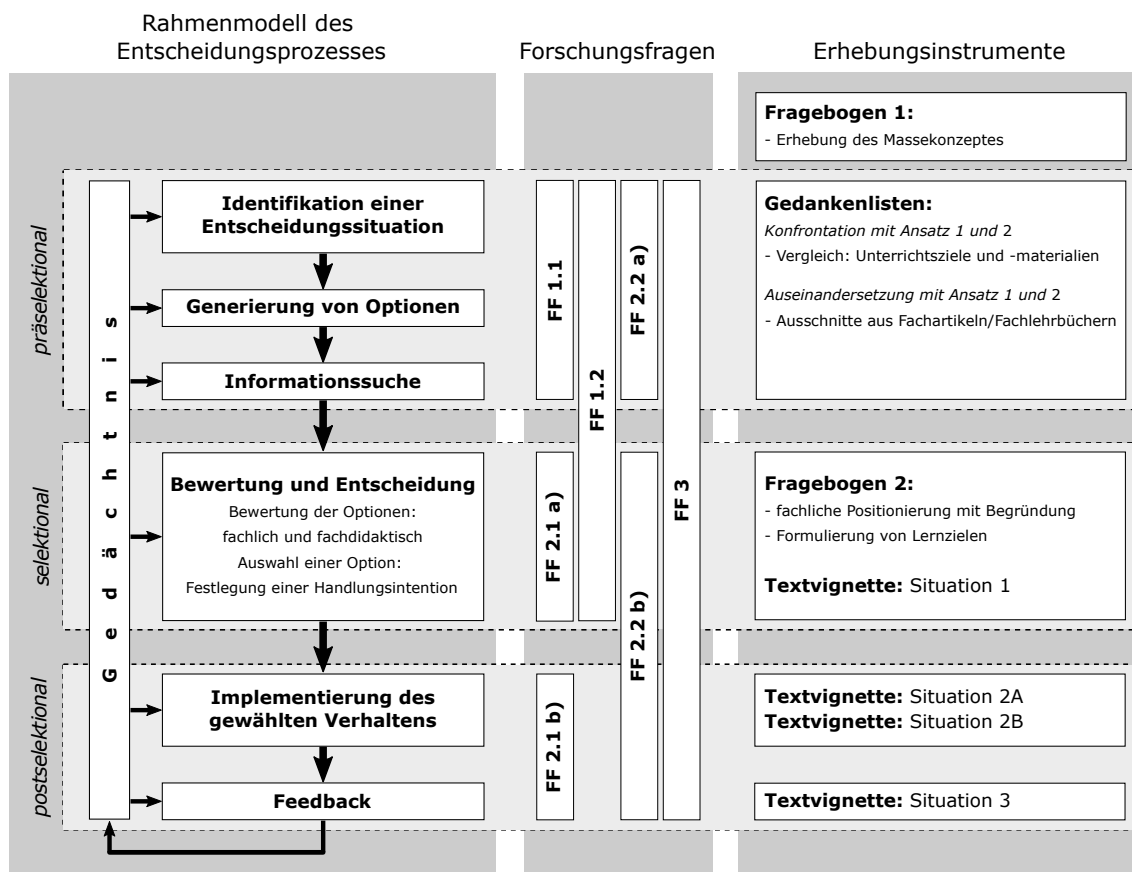 Rahmenmodell des
Entscheidungsprozesses
Forschungsfragen
Erhebungsinstumente
Fragebogen 1:
- Erhebung des Massekonzeptes
präselektional
Gedächtnis
Identifikation einer
Entscheidungssituation
Generierung von Optionen
Informationssuche
FF 1.1
FF 1.2
FF 2.2 a)
FF 3
Gedankenlisten:
Konfrontation mit Ansatz 1 und 2
- Vergleich: Unterrichtsziele und -materialien
Auseinandersetzung mit Ansatz 1 und 2
- Ausschnitte aus Fachartikeln/Fachlehrbüchern
selektional
Bewertung und Entscheidung
Bewertung der Optionen:
fachlich und fachdidaktisch
Auswahl einer Option:
Festlegung einer Handlungsintention
FF 2.1 a)
FF 2.2 b)
Fragebogen 2:
- fachliche Positionierung mit Begründung
- Formulierung von Lernzielen
Textvignette: Situation 1
postselektional
Implementierung des
gewählten Verhaltens
Feedback
FF 2.1 b)
Textvignette: Situation 2A
Textvignette: Situation 2B
Textvignette: Situation 3